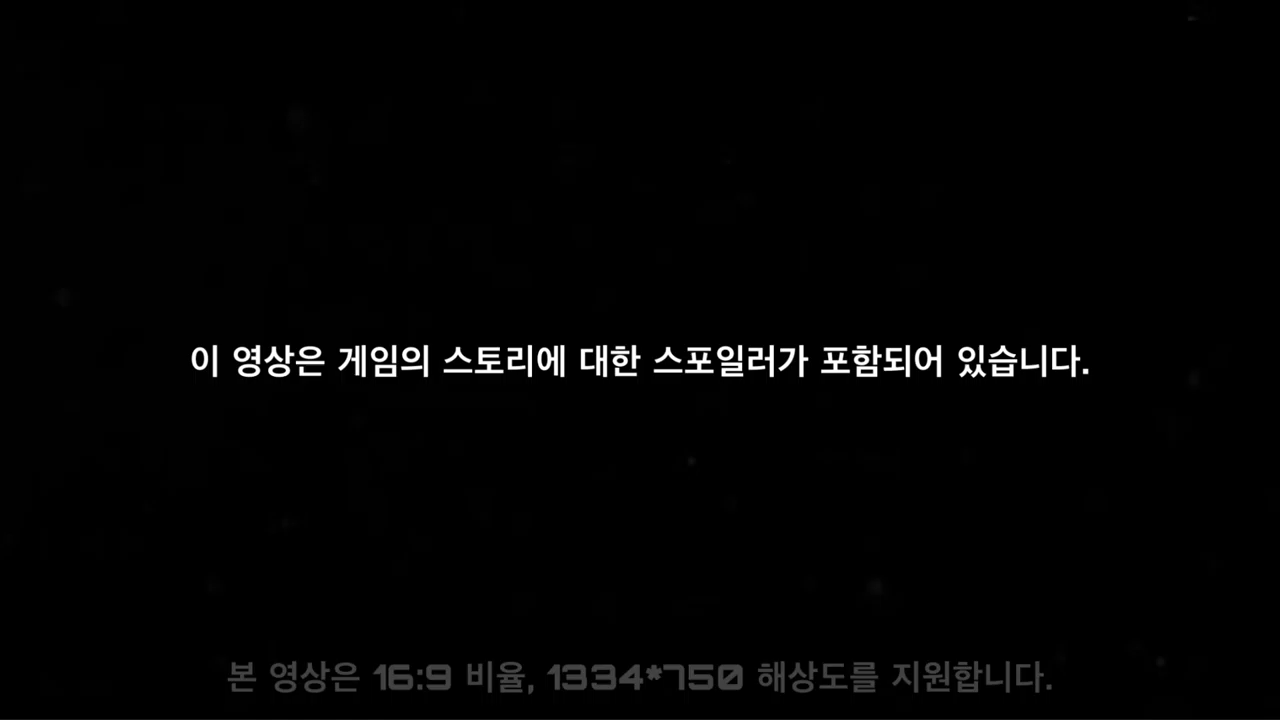 이 영상은 게임의 스토리에 대한 스포일러가 포함되어 있습니다.
본 영상은 16:9 비율, 1334*750 해상도를 지원합니다.